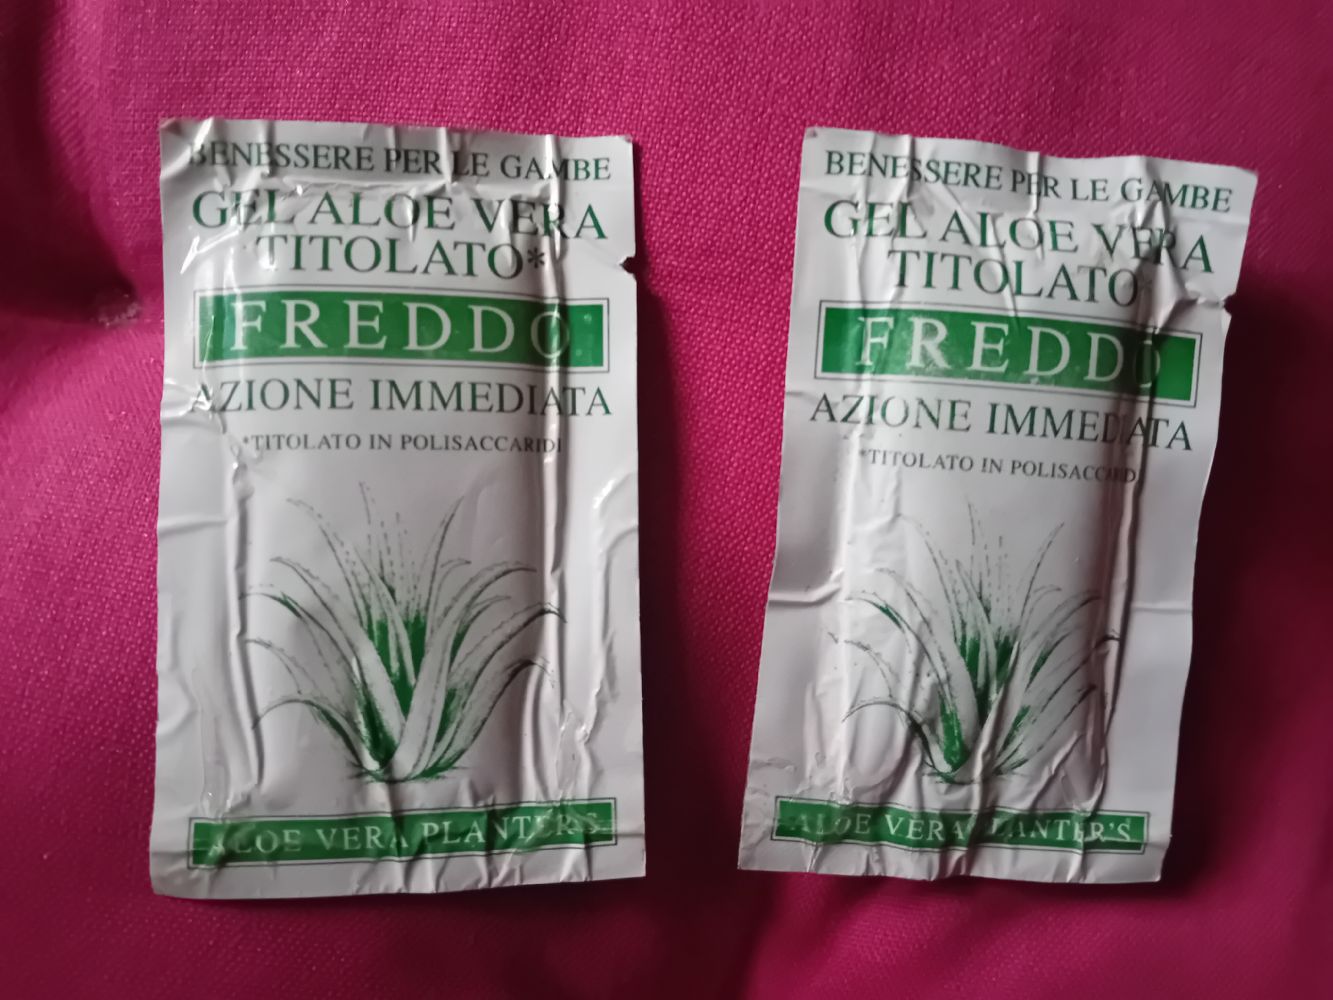 BENESSERE PER LE GAMBE
GEL ALOE VERA
TITOLATO*
FREDDO
AZIONE IMMEDIATA
*TITOLATO IN POLISACCARIDI
ALOE VERA PLANTER'S
BENESSERE PER LE GAMBE
GEL ALOE VERA
TITOLATO*
FREDDO
AZIONE IMMEDIATA
*TITOLATO IN POLISACCARIDI
ALOE VERA PLANTER'S